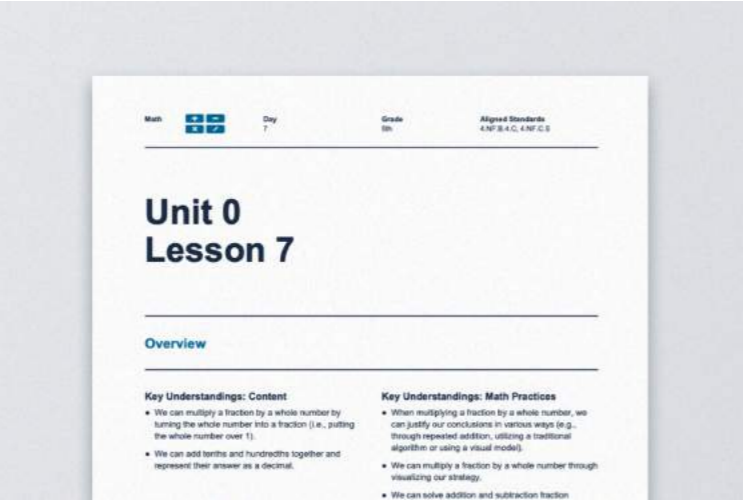 Math Day Grade Aligned Standards
7 5th 4.NF.B.4.C, 4.NF.C.5
Unit 0
Lesson 7
Overview
Key Understandings: Content
• We can multiply a fraction by a whole number by
turning the whole number into a fraction (i.e., putting
the whole number over 1).
• We can add tenths and hundredths together and
represent their answer as a decimal.
Key Understandings: Math Practices
• When multiplying a fraction by a whole number, we
can justify our conclusions in various ways (e.g.,
through repeated addition, utilizing a traditional
algorithm or using a visual model).
• We can multiply a fraction by a whole number through
visualizing our strategy.
• We can solve addition and subtraction fraction